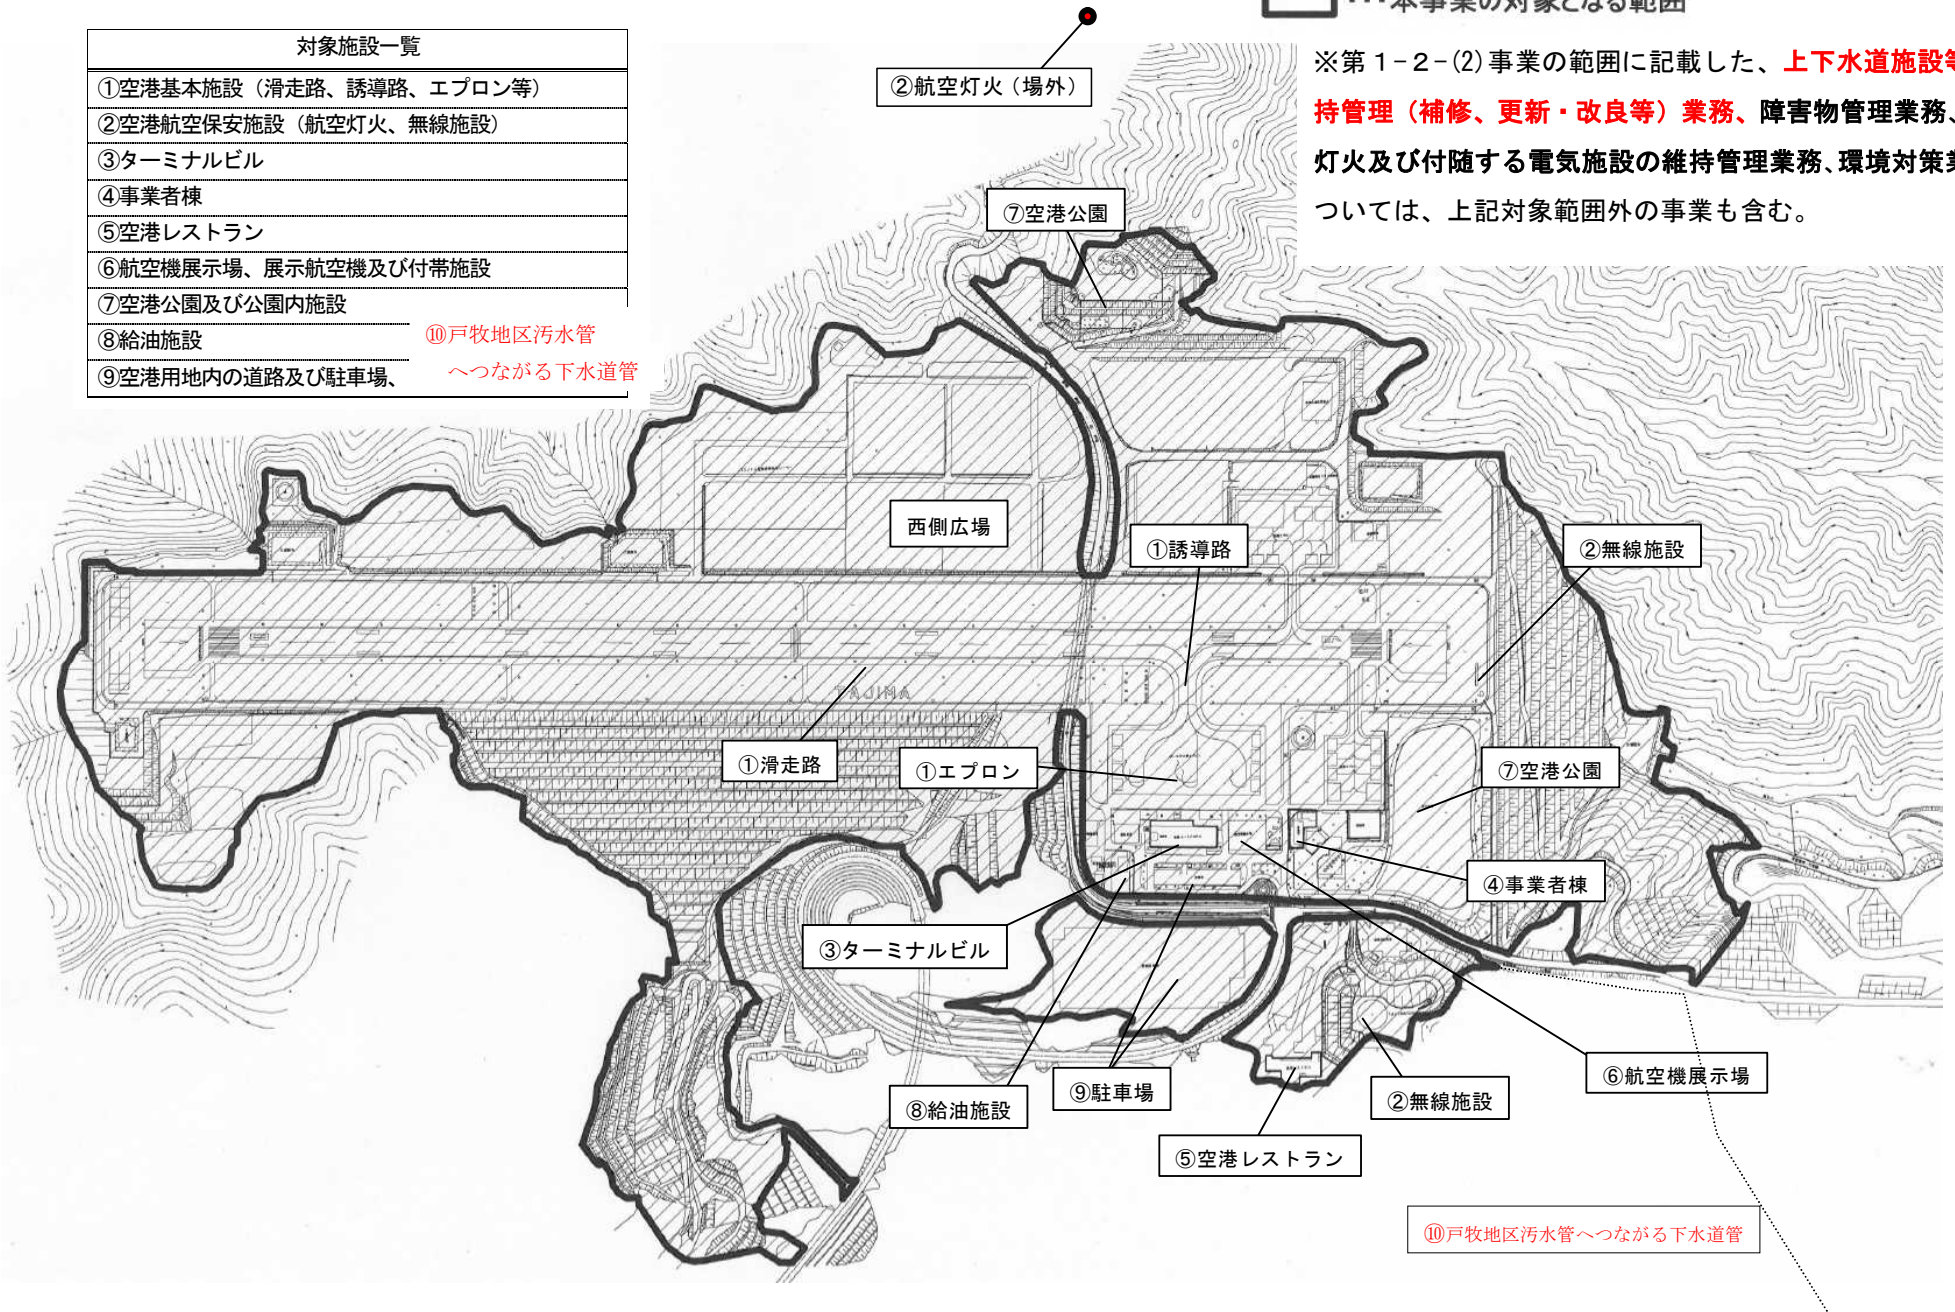 ・・・本事業の対象となる範囲
対象施設一覧
①空港基本施設（滑走路、誘導路、エプロン等）
②空港航空保安施設（航空灯火、無線施設）
③ターミナルビル
④事業者棟
⑤空港レストラン
⑥航空機展示場、展示航空機及び付帯施設
⑦空港公園及び公園内施設
⑧給油施設
⑨空港用地内の道路及び駐車場、
⑩戸牧地区汚水管
へつながる下水道管
※第１-２-(2)事業の範囲に記載した、上下水道施設等
持管理（補修、更新・改良等）業務、障害物管理業務、
灯火及び付随する電気施設の維持管理業務、環境対策業
ついては、上記対象範囲外の事業も含む。
②航空灯火（場外）
⑦空港公園
西側広場
①誘導路
②無線施設
TAJIMA
①滑走路
①エプロン
⑦空港公園
④事業者棟
③ターミナルビル
⑥航空機展示場
⑧給油施設
⑨駐車場
②無線施設
⑤空港レストラン
⑩戸牧地区汚水管へつながる下水道管